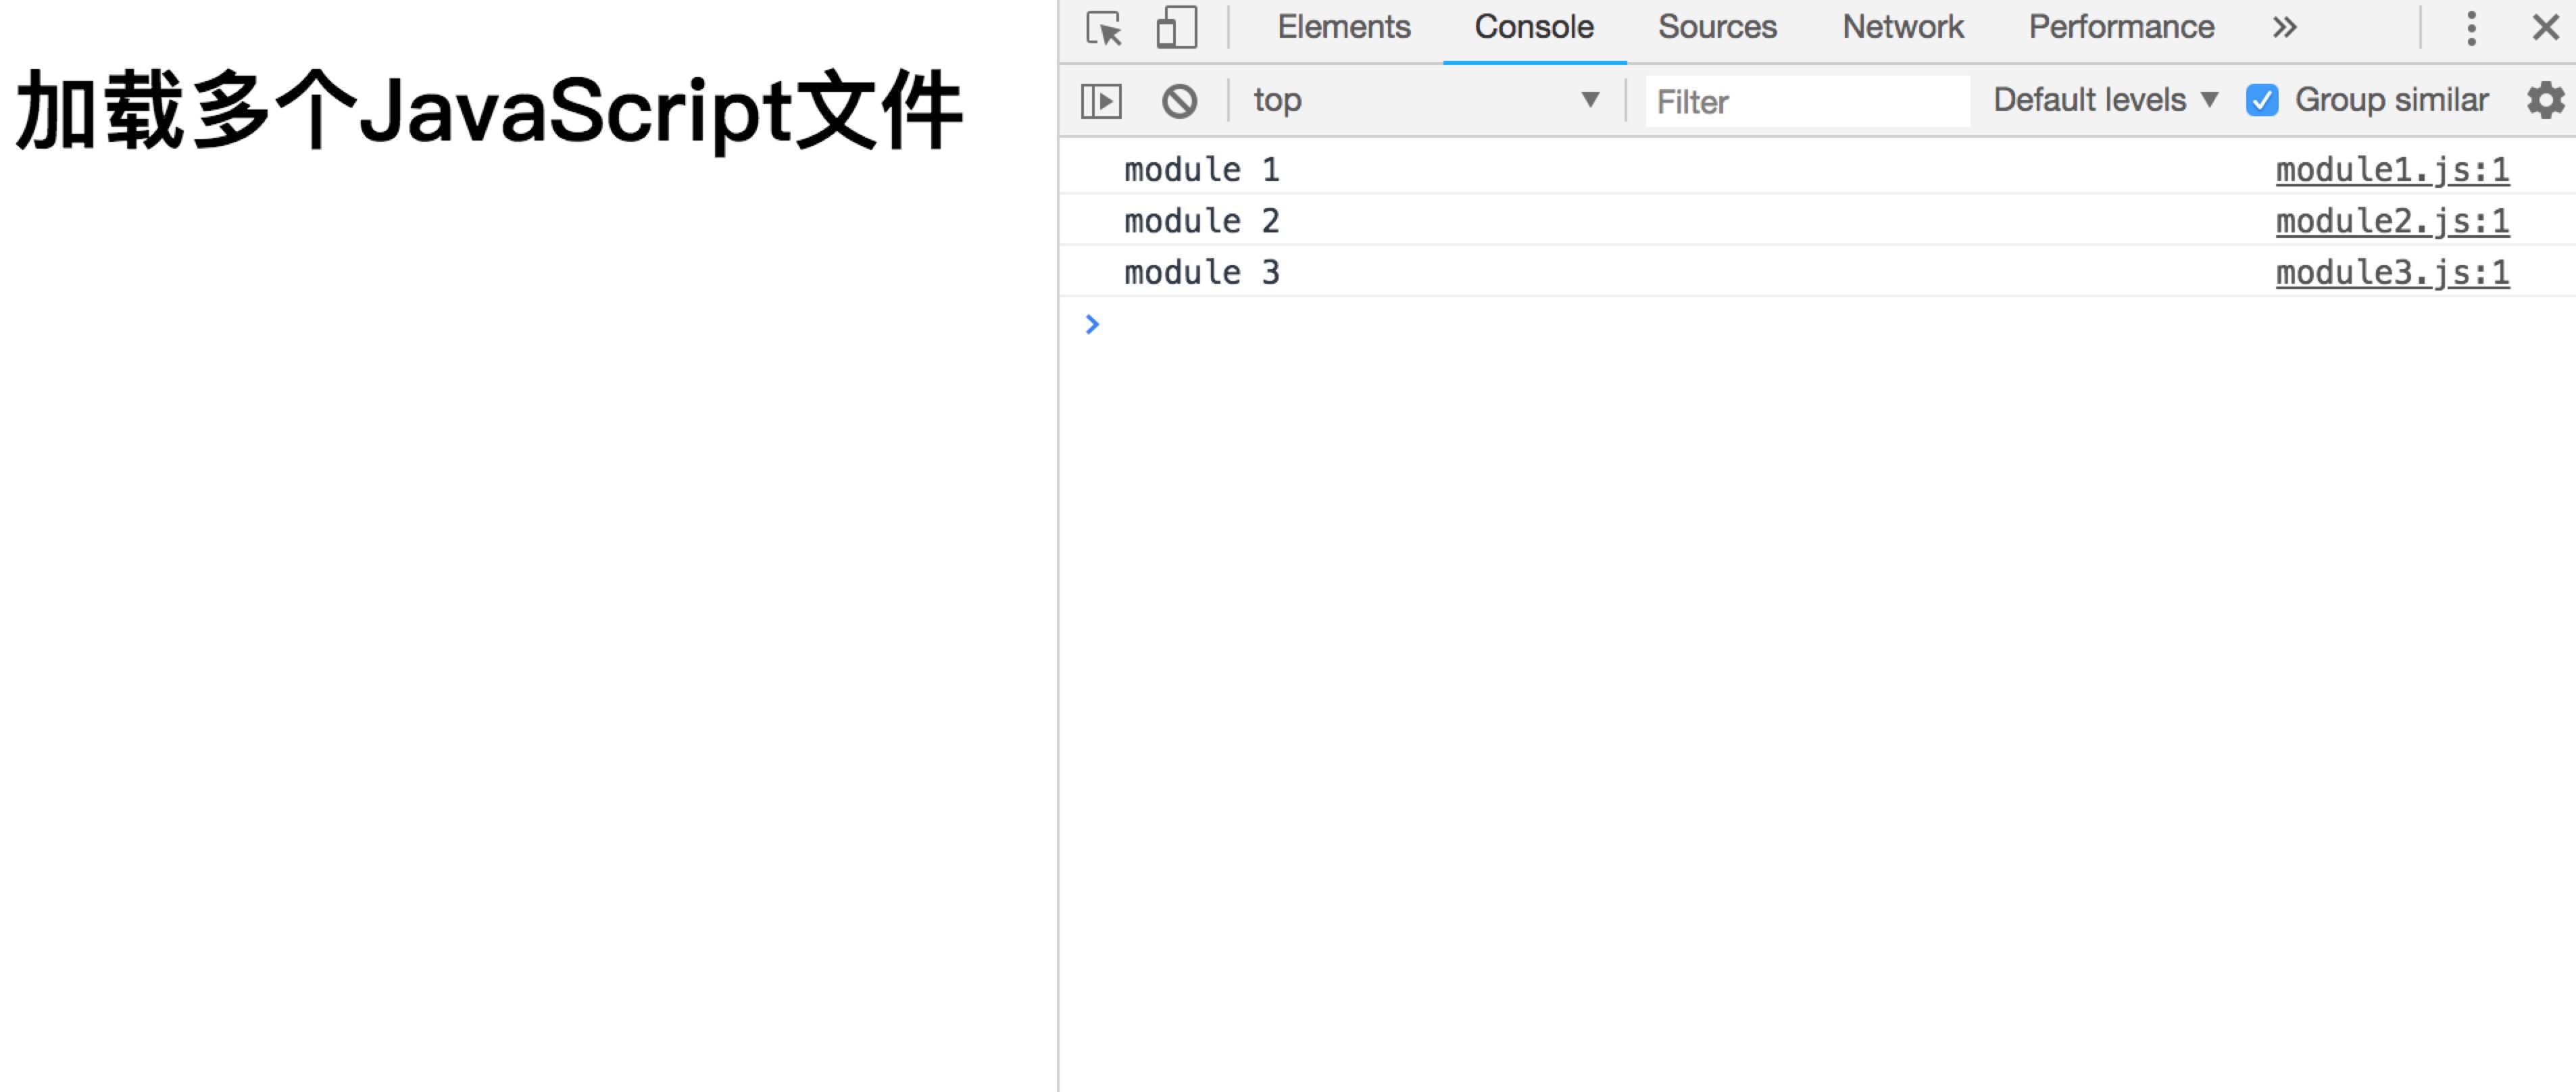 加载多个JavaScript文件
Elements Console Sources Network Performance
top Filter Default levels Group similar
module 1 module1.js:1
module 2 module2.js:1
module 3 module3.js:1